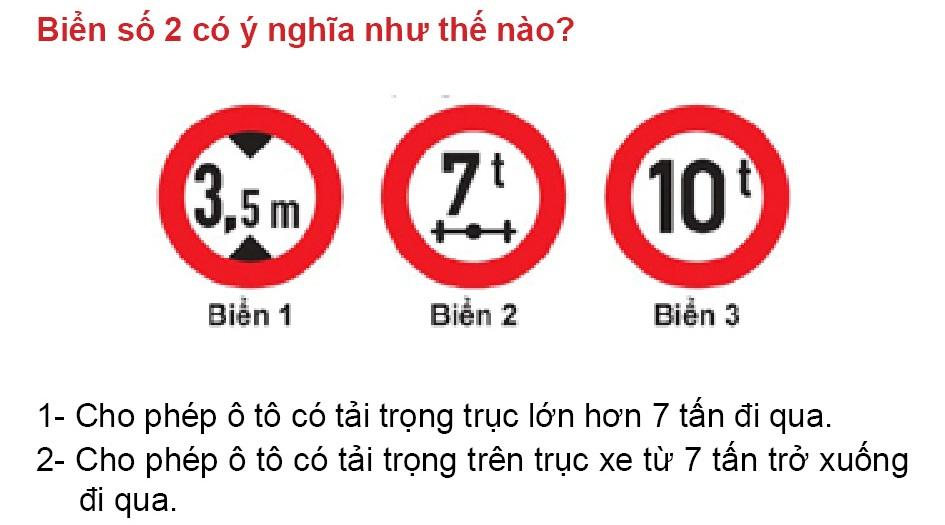 Biển số 2 có ý nghĩa như thế nào?
3,5 m
7 t
10 t
Biển 1
Biển 2
Biển 3
1- Cho phép ô tô có tải trọng trục lớn hơn 7 tấn đi qua.
2- Cho phép ô tô có tải trọng trên trục xe từ 7 tấn trở xuống
đi qua.